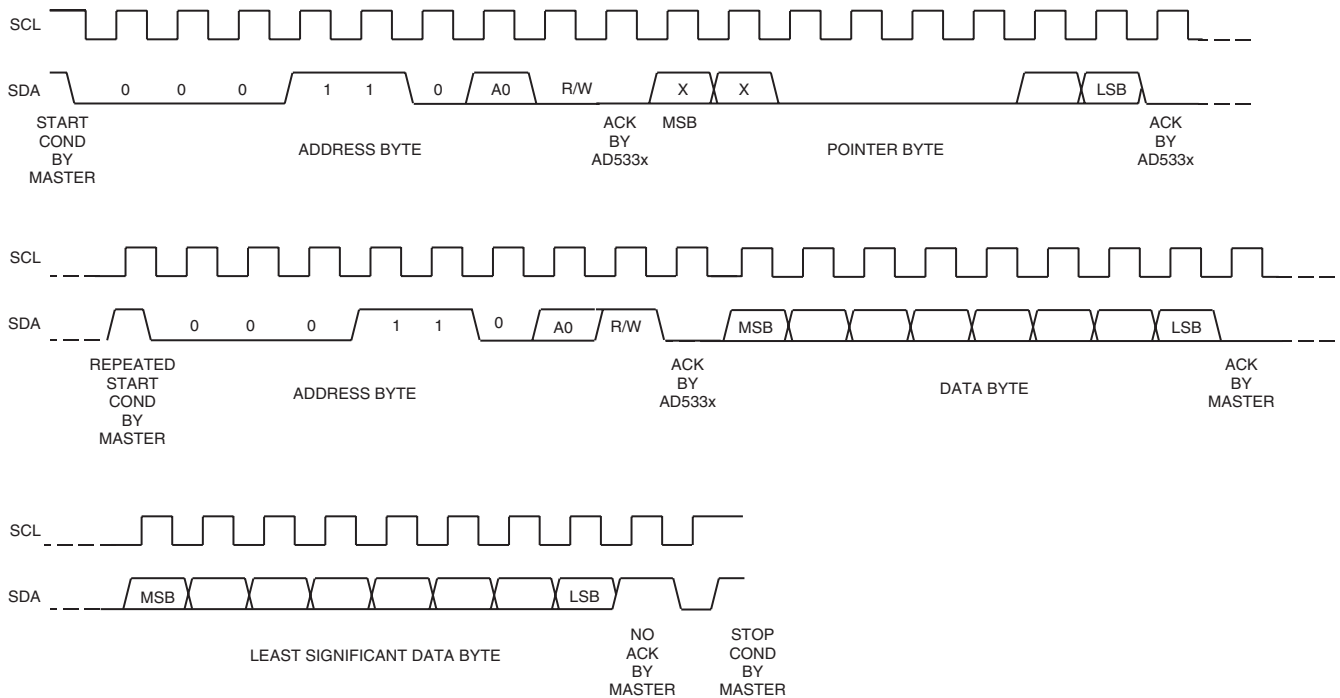 SCL
SDA 0 0 0 1 1 0 A0 R/W X X LSB
START
COND
BY
MASTER
ADDRESS BYTE
ACK
BY
AD533x
MSB
POINTER BYTE
ACK
BY
AD533x
SCL
SDA 0 0 0 1 1 0 A0 R/W MSB LSB
REPEATED
START
COND
BY
MASTER
ADDRESS BYTE
ACK
BY
AD533x
DATA BYTE
ACK
BY
MASTER
SCL
SDA MSB LSB
LEAST SIGNIFICANT DATA BYTE
NO
ACK
BY
MASTER
STOP
COND
BY
MASTER